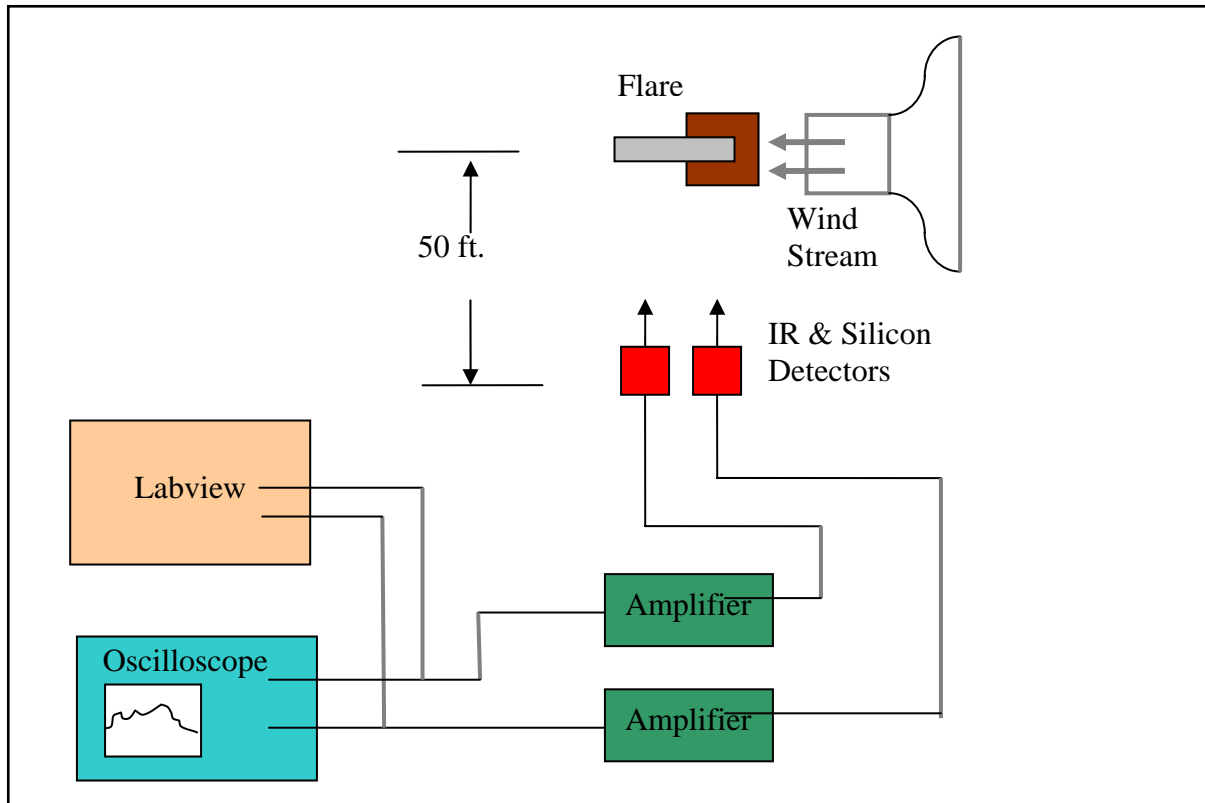 Flare
Wind
Stream
50 ft.
IR & Silicon
Detectors
Labview
Amplifier
Oscilloscope
Amplifier